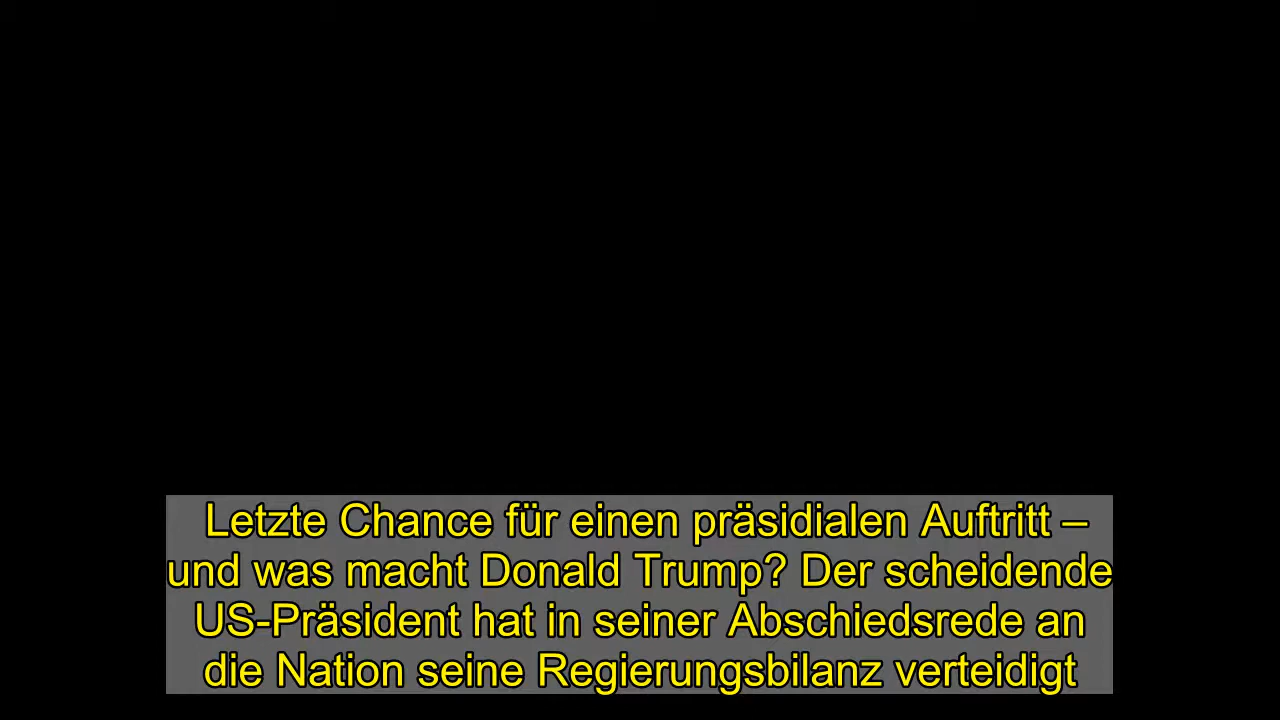 Letzte Chance für einen präsidialen Auftritt –
und was macht Donald Trump? Der scheidende
US-Präsident hat in seiner Abschiedsrede an
die Nation seine Regierungsbilanz verteidigt